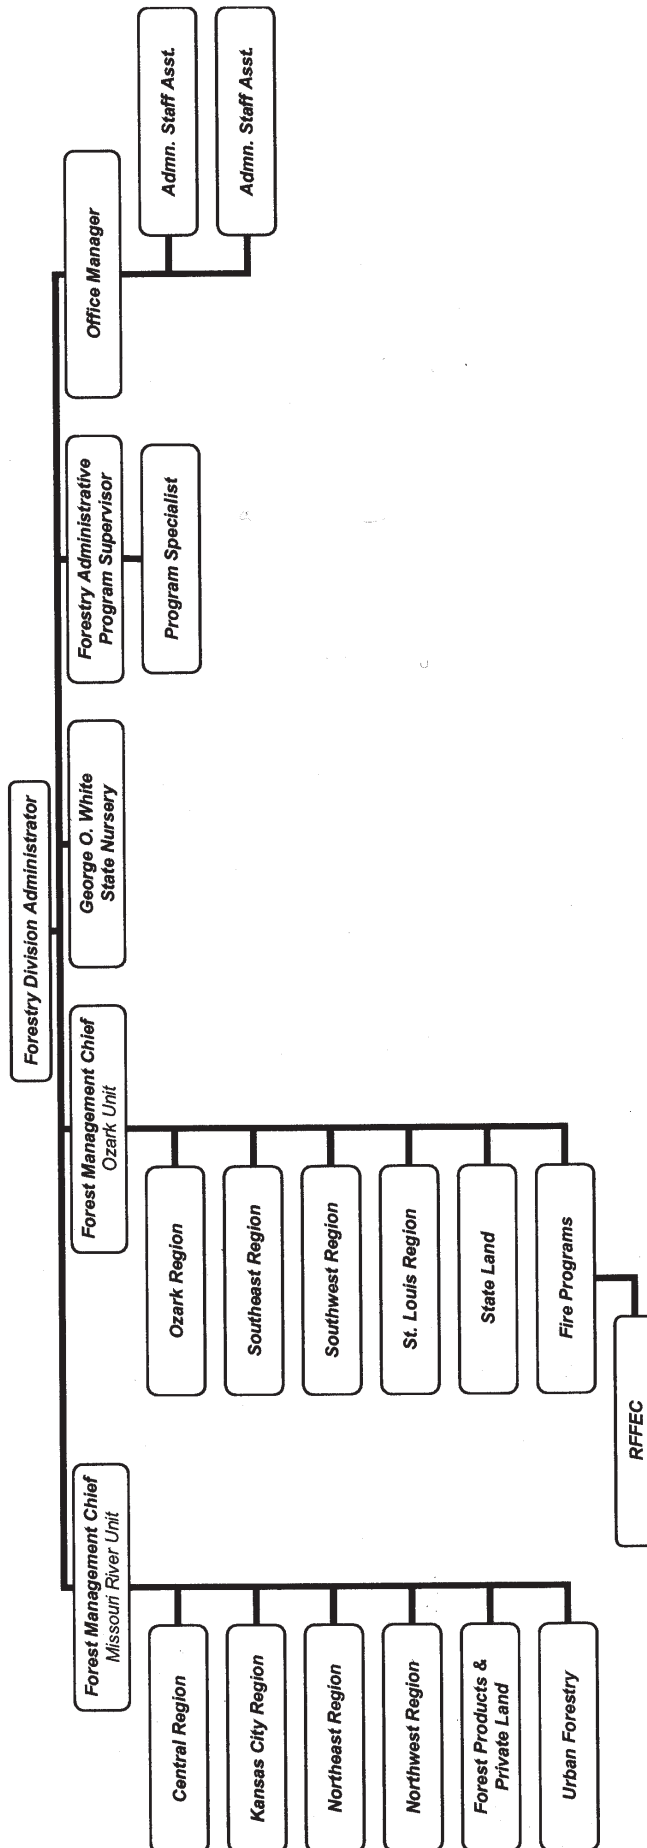 Forestry Division Administrator
Forest Management Chief
Missouri River Unit
Central Region
Kansas City Region
Northeast Region
Northwest Region
Forest Products &
Private Land
Urban Forestry
Forest Management Chief
Ozark Unit
Ozark Region
Southeast Region
Southwest Region
St. Louis Region
State Land
Fire Programs
RFFEC
George O. White
State Nursery
Forestry Administrative
Program Supervisor
Program Specialist
Office Manager
Admn. Staff Asst.
Admn. Staff Asst.